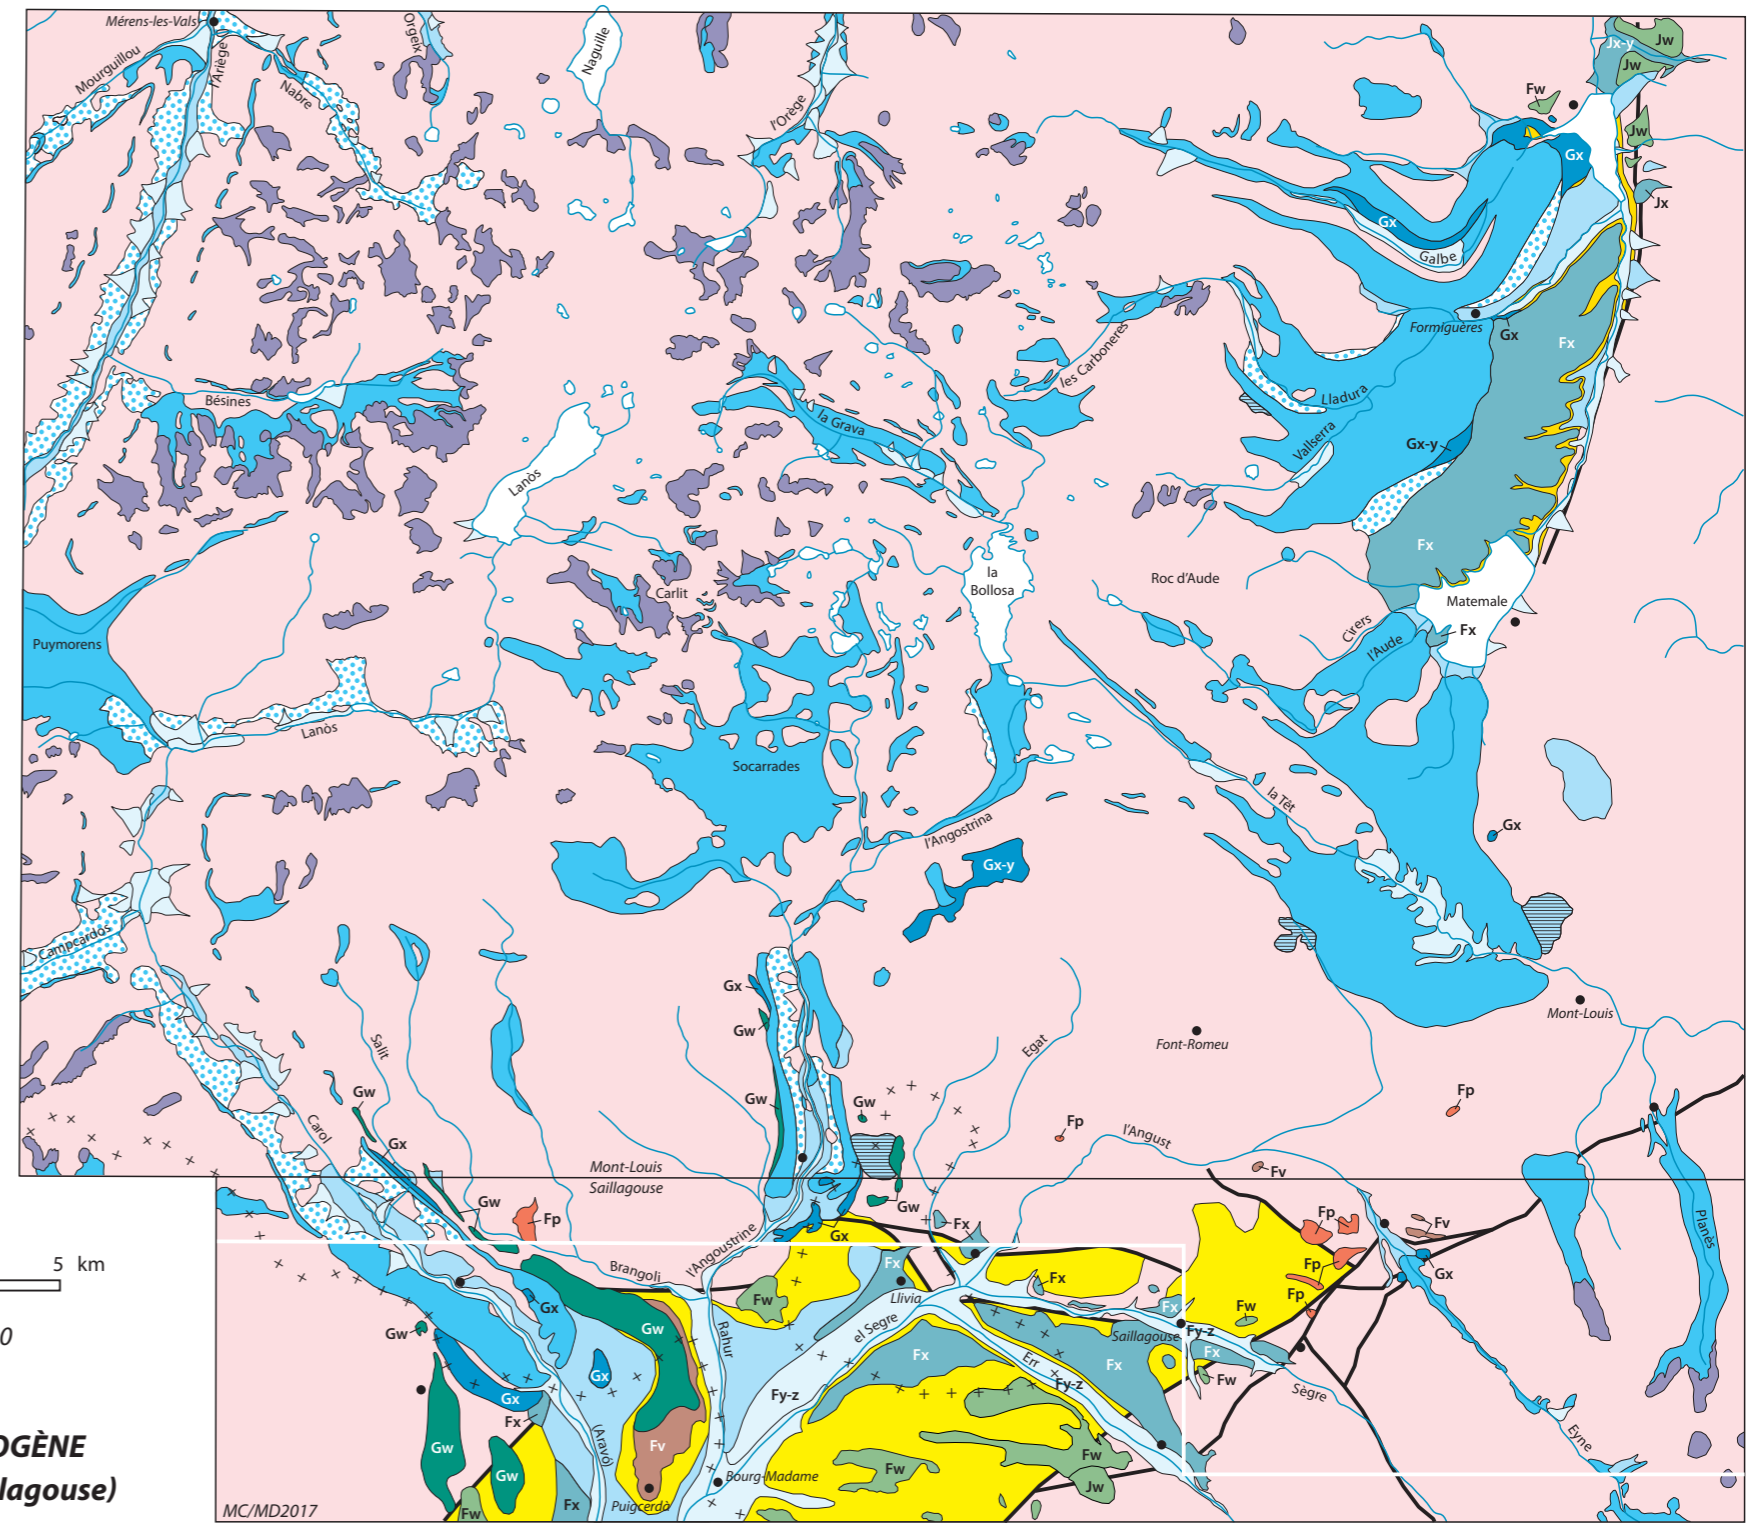 Mérens-les-Vals
Orgeix
Naguille
Jx-y
Jw
Jw
Mourguillou
l'Ariège
Nabre
l'Orège
Fw
Jw
Gx
Jx
Gx
Galbe
Formiguères
Gx
Fx
les Carboneres
Bésines
la Grava
Lladura
Vallserra
Gx-y
Lanòs
Fx
la
Bollosa
Roc d'Aude
Carlit
Matemale
Cirers
l'Aude
Fx
Puymorens
Lanòs
Socarrades
la Têt
l'Angostrina
Gx
Gx-y
Campcardós
Gx
Gw
Salit
Egat
Font-Romeu
Mont-Louis
Gw
Gw
Gw
Fp
Fp
Carol
Gx
l'Angust
Mont-Louis
Saillagouse
Fv
Gw
Fp
Gw
Fx
Gx
Fp
Fv
Planès
l'Angoustrine
5 km
Brangoli
Fx
Fx
Fp
Gx
Llivia
Fw
Gx
Fx
Fw
Fp
0
Gw
Gw
Rahur
el Segre
Saillagouse
Fy-z
Fx
Err
Fx
Fx
Gx
Fy-z
Fy-z
Fw
Sègre
Gx
Fx
(Aravó)
Eyne
OGÈNE
Gw
Fv
Gw
Fw
Fw
Bourg-Madame
Jw
llagouse)
MC/MD2017
Fw
Fx
Puigcerdà